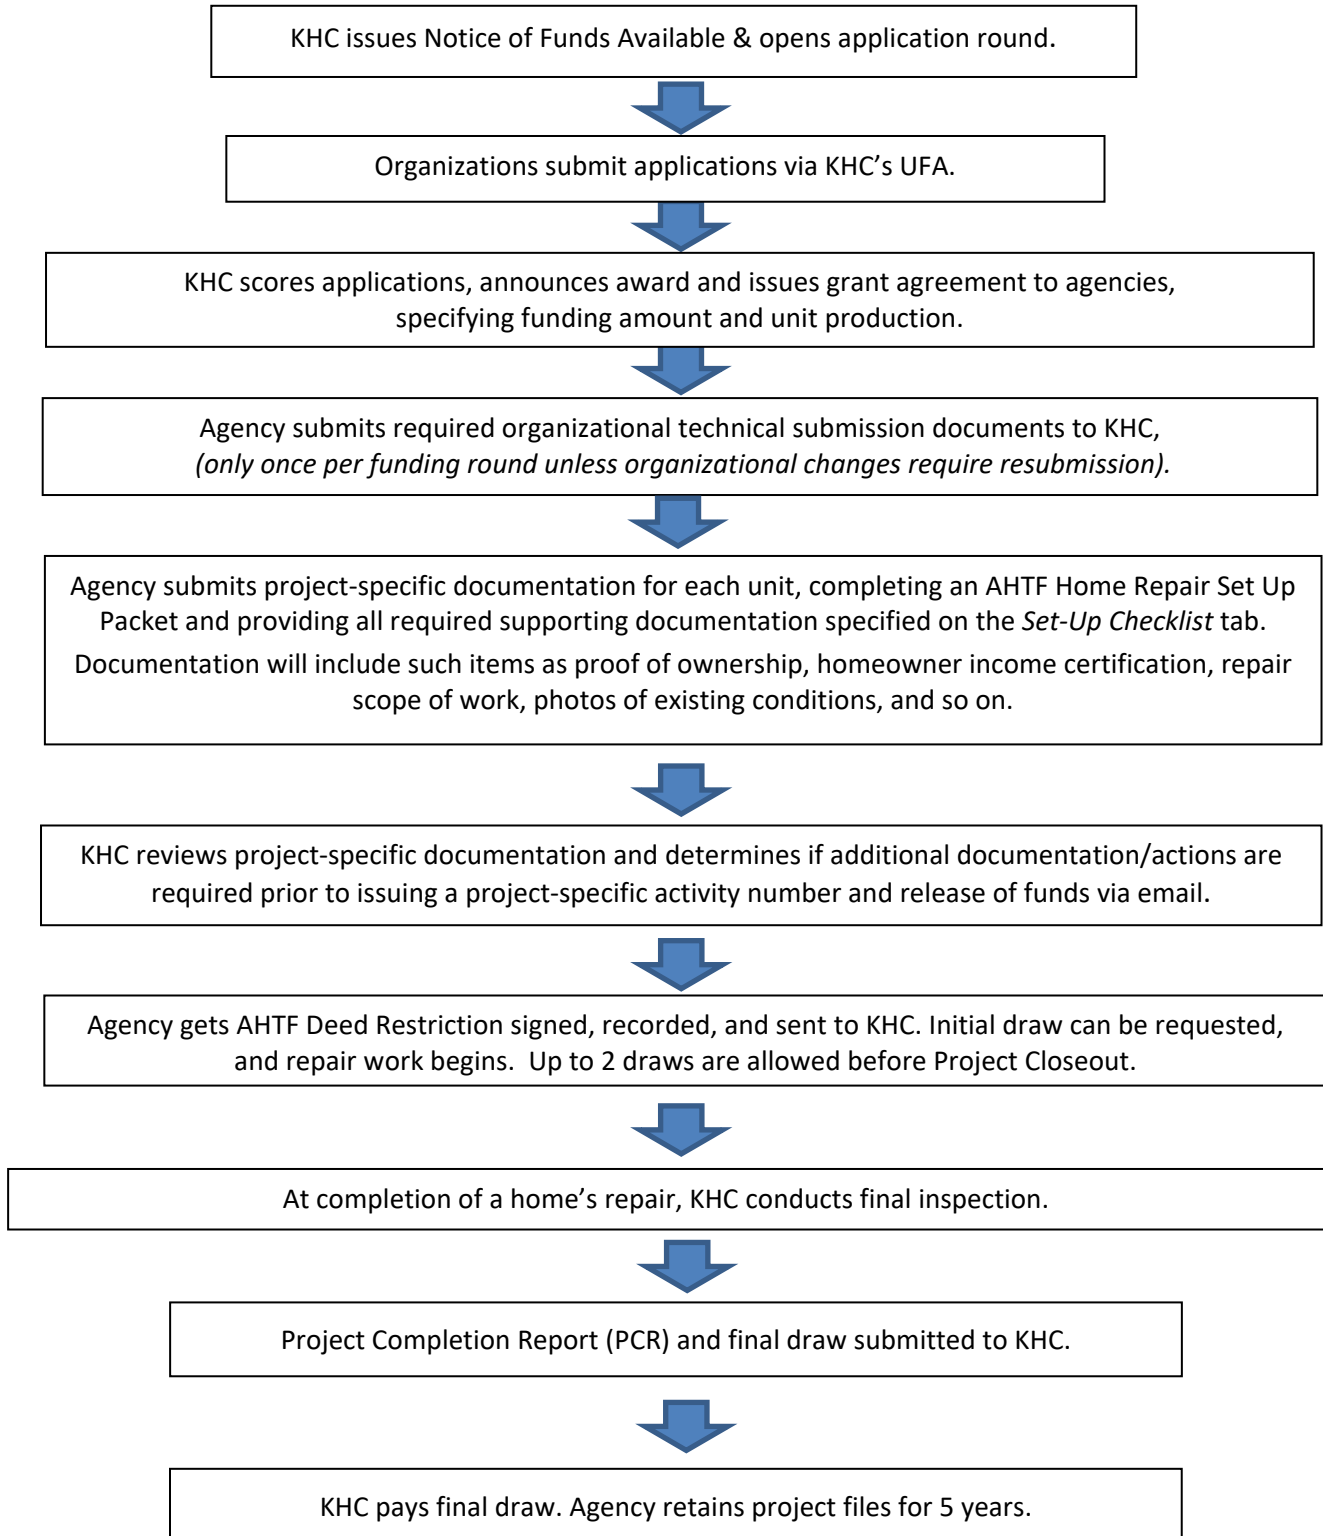 KHC issues Notice of Funds Available & opens application round.
Organizations submit applications via KHC’s UFA.
KHC scores applications, announces award and issues grant agreement to agencies,
specifying funding amount and unit production.
Agency submits required organizational technical submission documents to KHC,
(only once per funding round unless organizational changes require resubmission).
Agency submits project-specific documentation for each unit, completing an AHTF Home Repair Set Up
Packet and providing all required supporting documentation specified on the Set-Up Checklist tab.
Documentation will include such items as proof of ownership, homeowner income certification, repair
scope of work, photos of existing conditions, and so on.
KHC reviews project-specific documentation and determines if additional documentation/actions are
required prior to issuing a project-specific activity number and release of funds via email.
Agency gets AHTF Deed Restriction signed, recorded, and sent to KHC. Initial draw can be requested,
and repair work begins.  Up to 2 draws are allowed before Project Closeout.
At completion of a home’s repair, KHC conducts final inspection.
Project Completion Report (PCR) and final draw submitted to KHC.
KHC pays final draw. Agency retains project files for 5 years.